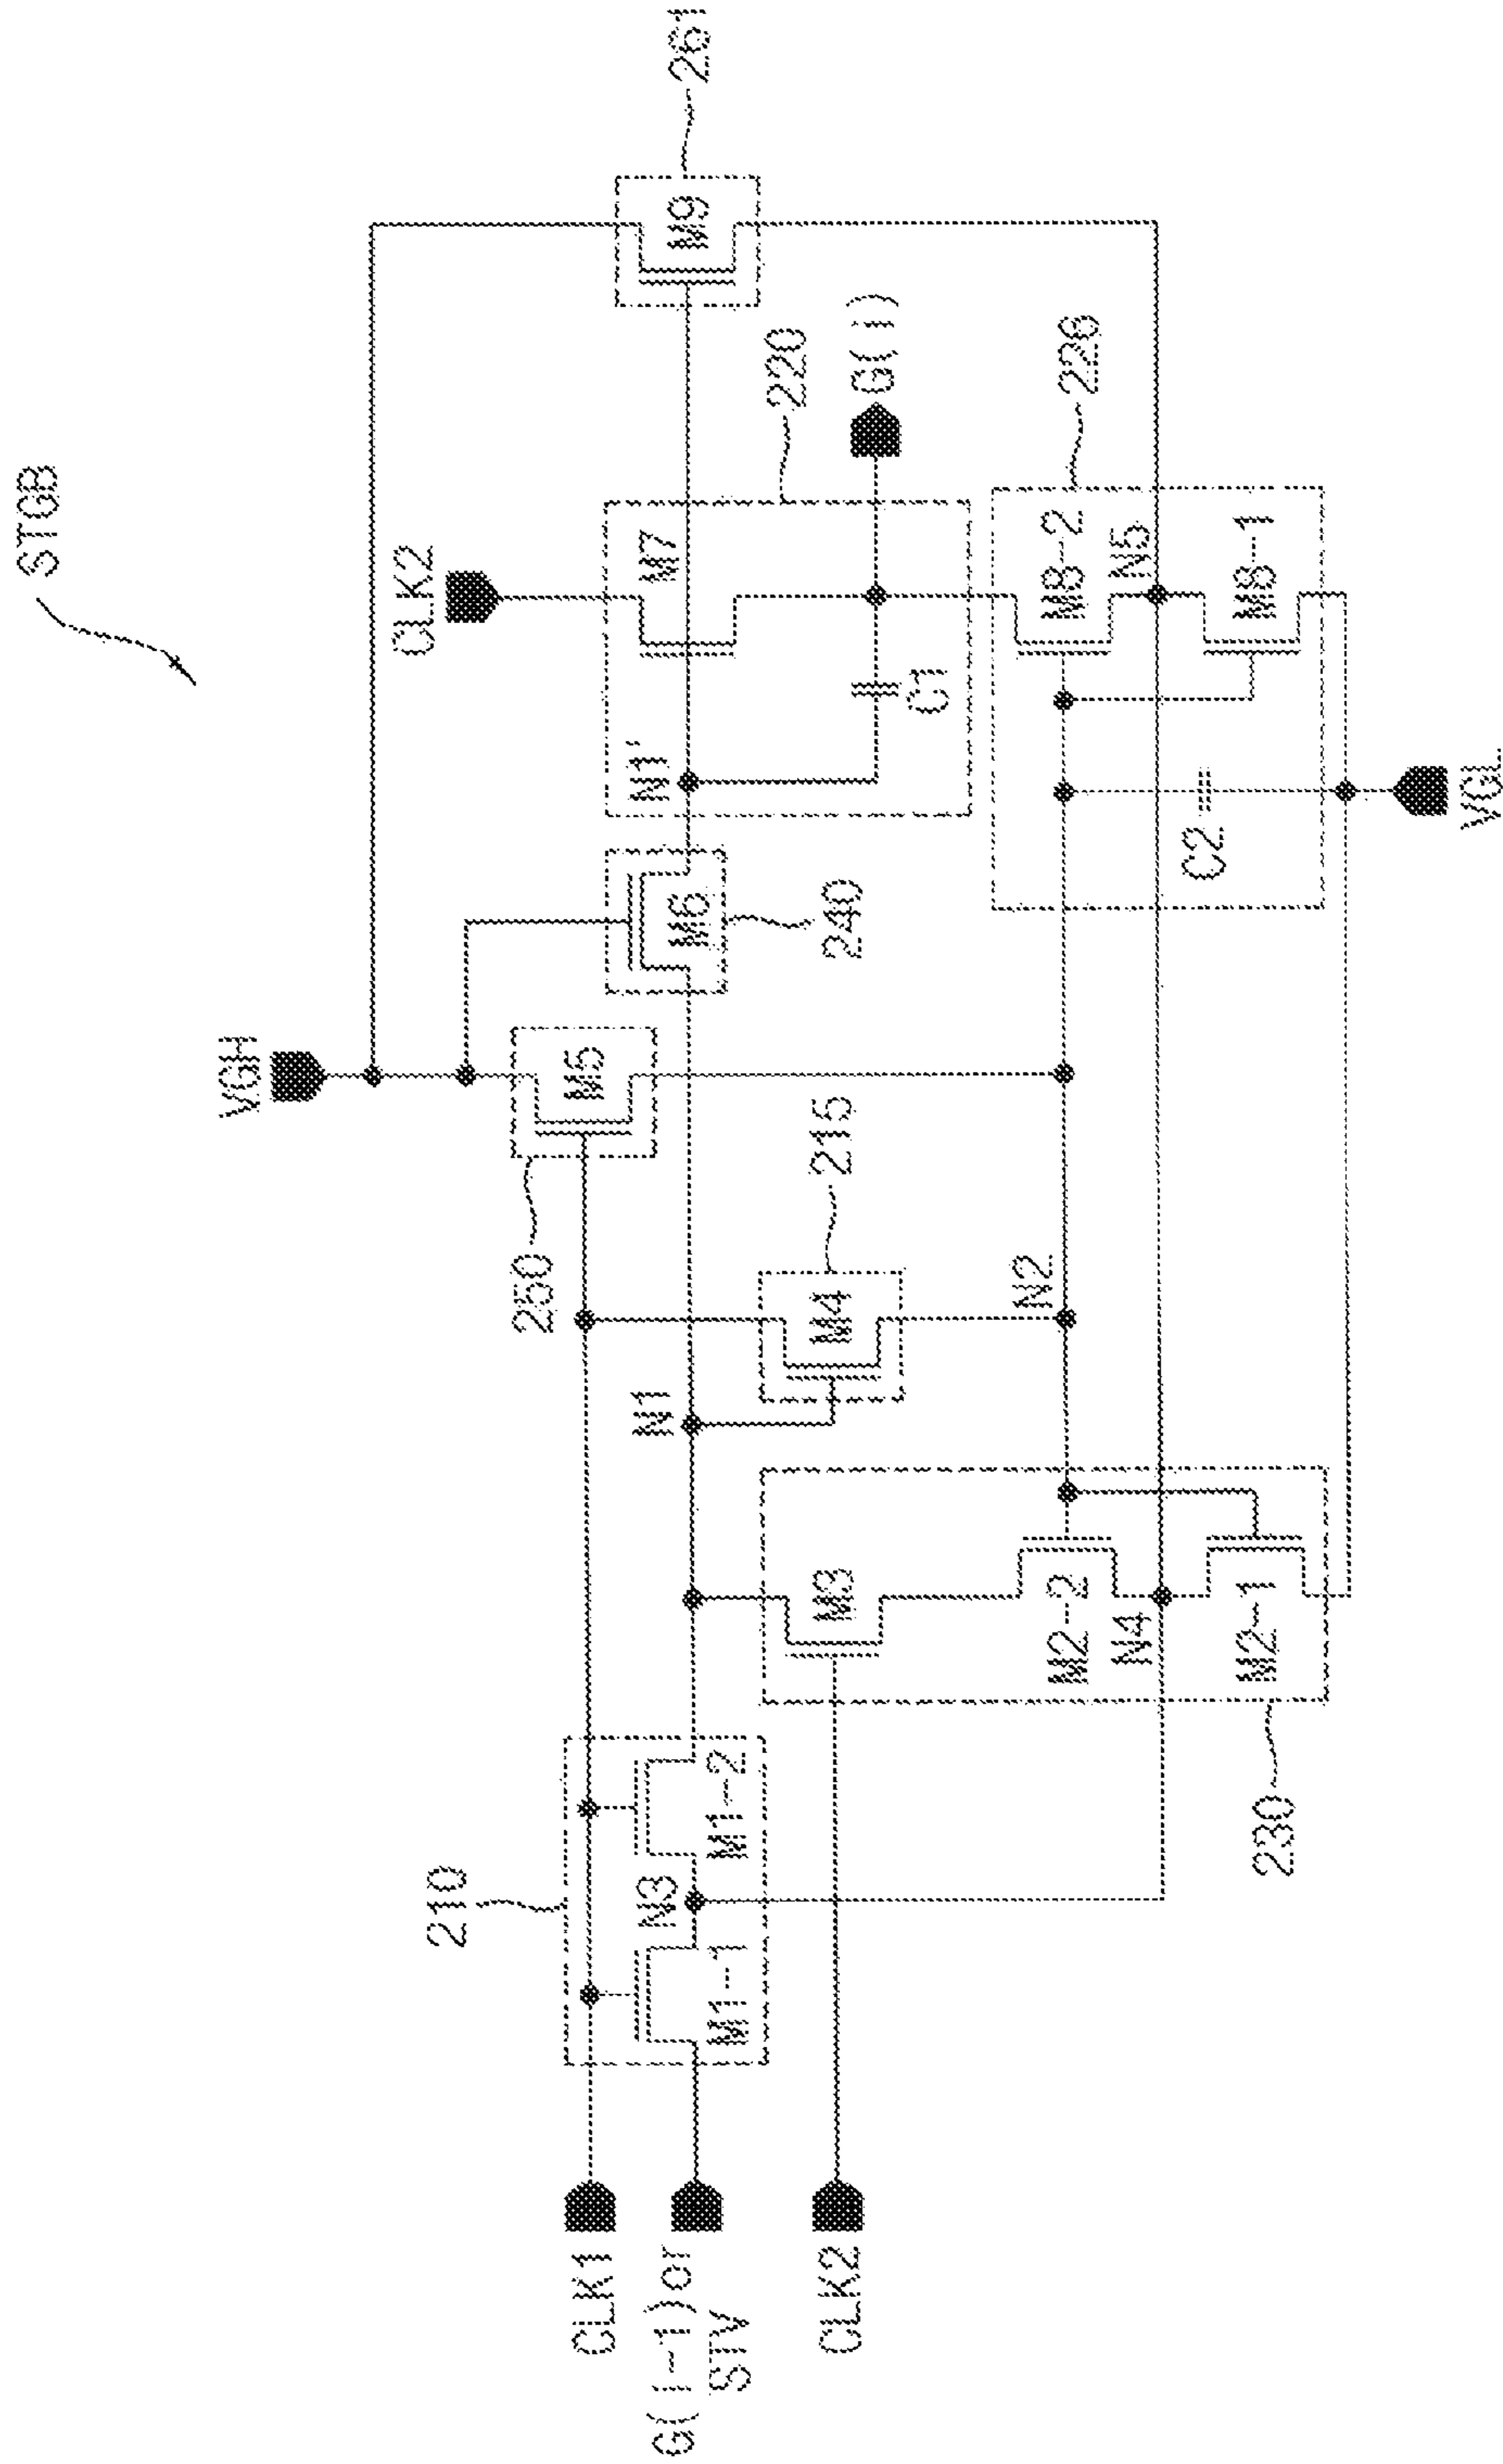 STGB
VGH
CLK2
261
M9
250
M5
M6
240
N1'
M7
220
210
CLK1
M1-1
N3
M1-2
N1
G(i-1)or
STV
C1
G(i)
CLK2
M3
M4
215
M2-2
N2
M8-2
226
N4
N5
M2-1
C2
M8-1
230
VGL